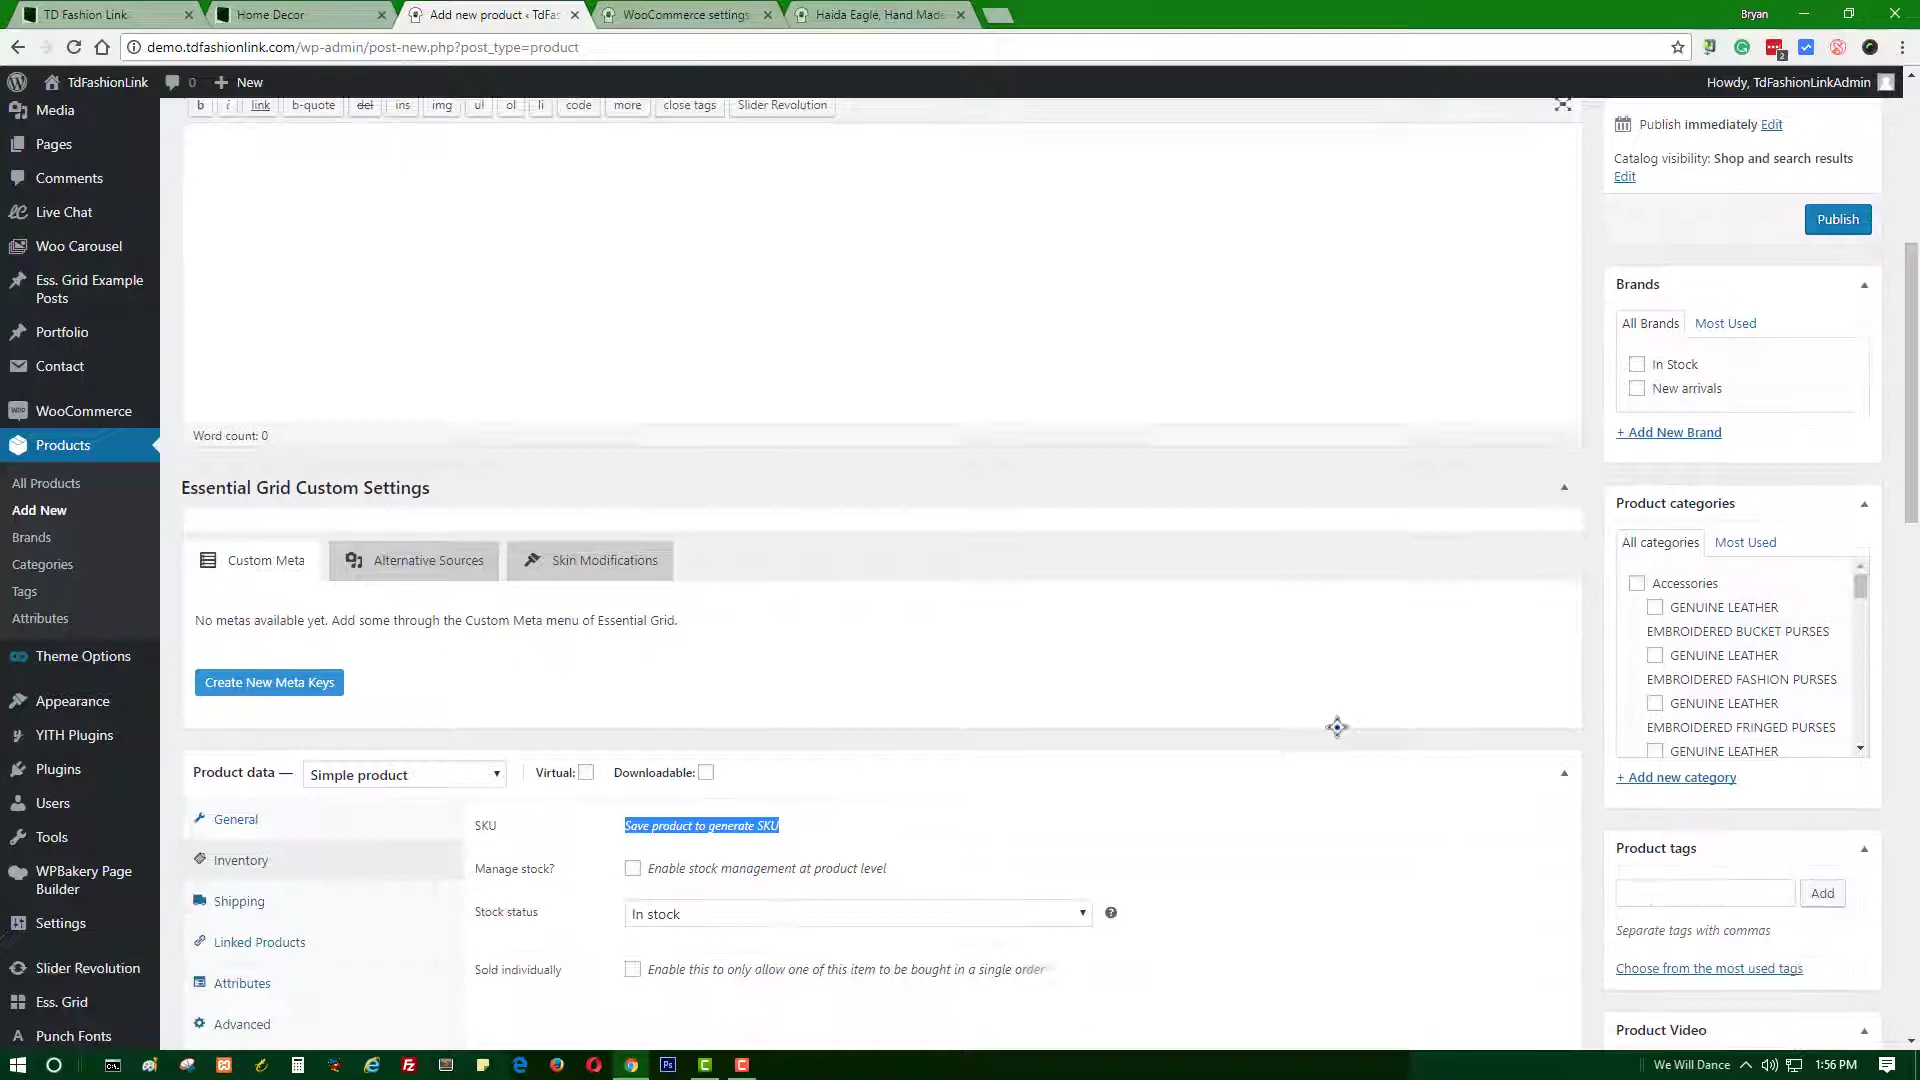 TD Fashion Link
Home Decor
Add new product ‹ TdFas
WooCommerce settings
Haida Eagle, Hand Made
Bryan
demo.tdfashionlink.com/wp-admin/post-new.php?post_type=product
2
TdFashionLink
0
New
Howdy, TdFashionLinkAdmin
Media
Pages
Comments
Live Chat
Woo Carousel
Ess. Grid Example
Posts
Portfolio
Contact
WooCommerce
Products
All Products
Add New
Brands
Categories
Tags
Attributes
Theme Options
Appearance
YITH Plugins
Plugins
Users
Tools
WPBakery Page
Builder
Settings
Slider Revolution
Ess. Grid
Punch Fonts
b i link b-quote del ins img ul ol li code more close tags Slider Revolution
Word count: 0
Essential Grid Custom Settings
Custom Meta
Alternative Sources
Skin Modifications
No metas available yet. Add some through the Custom Meta menu of Essential Grid.
Create New Meta Keys
Product data —
Simple product
Virtual:
Downloadable:
General
Inventory
Shipping
Linked Products
Attributes
Advanced
SKU
Save product to generate SKU
Manage stock?
Enable stock management at product level
Stock status
In stock
Sold individually
Enable this to only allow one of this item to be bought in a single order
Publish immediately Edit
Catalog visibility: Shop and search results
Edit
Publish
Brands
All Brands
Most Used
In Stock
New arrivals
+ Add New Brand
Product categories
All categories
Most Used
Accessories
GENUINE LEATHER
EMBROIDERED BUCKET PURSES
GENUINE LEATHER
EMBROIDERED FASHION PURSES
GENUINE LEATHER
EMBROIDERED FRINGED PURSES
GENUINE LEATHER
+ Add new category
Product tags
Add
Separate tags with commas
Choose from the most used tags
Product Video
We Will Dance
1:56 PM